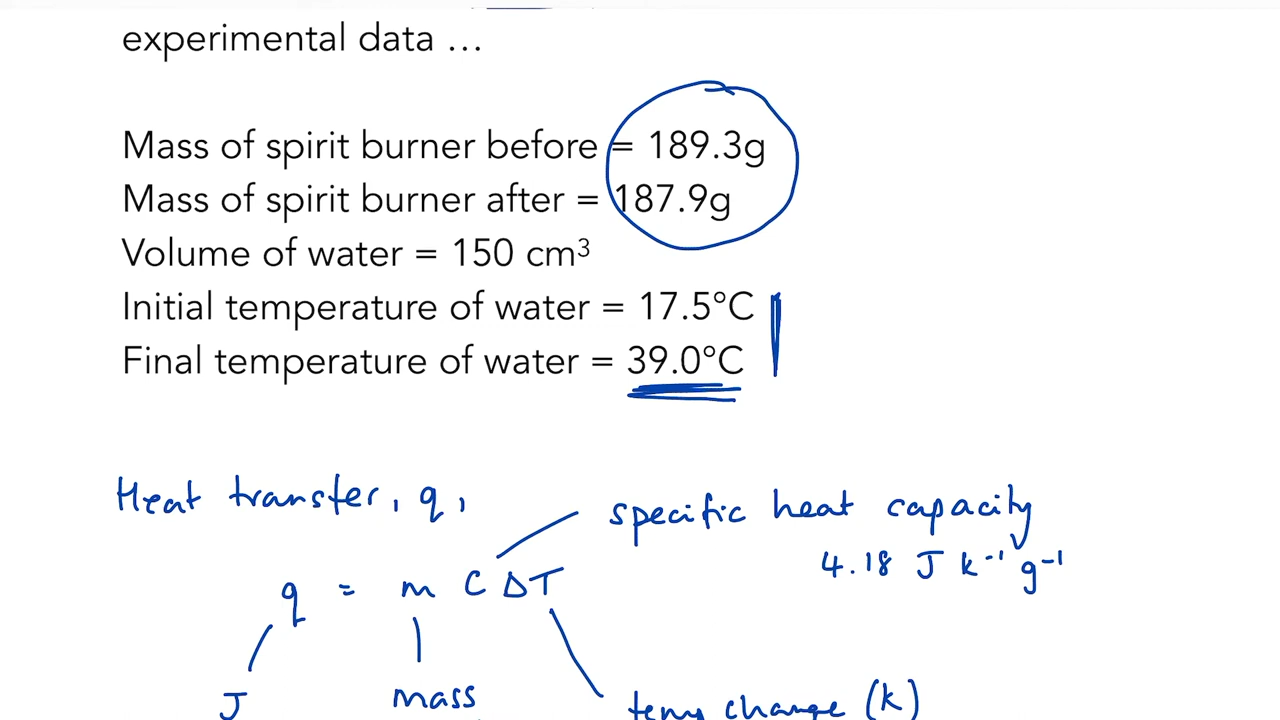 experimental data …
Mass of spirit burner before = 189.3g
Mass of spirit burner after = 187.9g
Volume of water = 150 cm³
Initial temperature of water = 17.5°C
Final temperature of water = 39.0°C
Heat transfer, q,
specific heat capacity
4.18 J k⁻¹ g⁻¹
q = m C ΔT
J
mass
temp change (k)